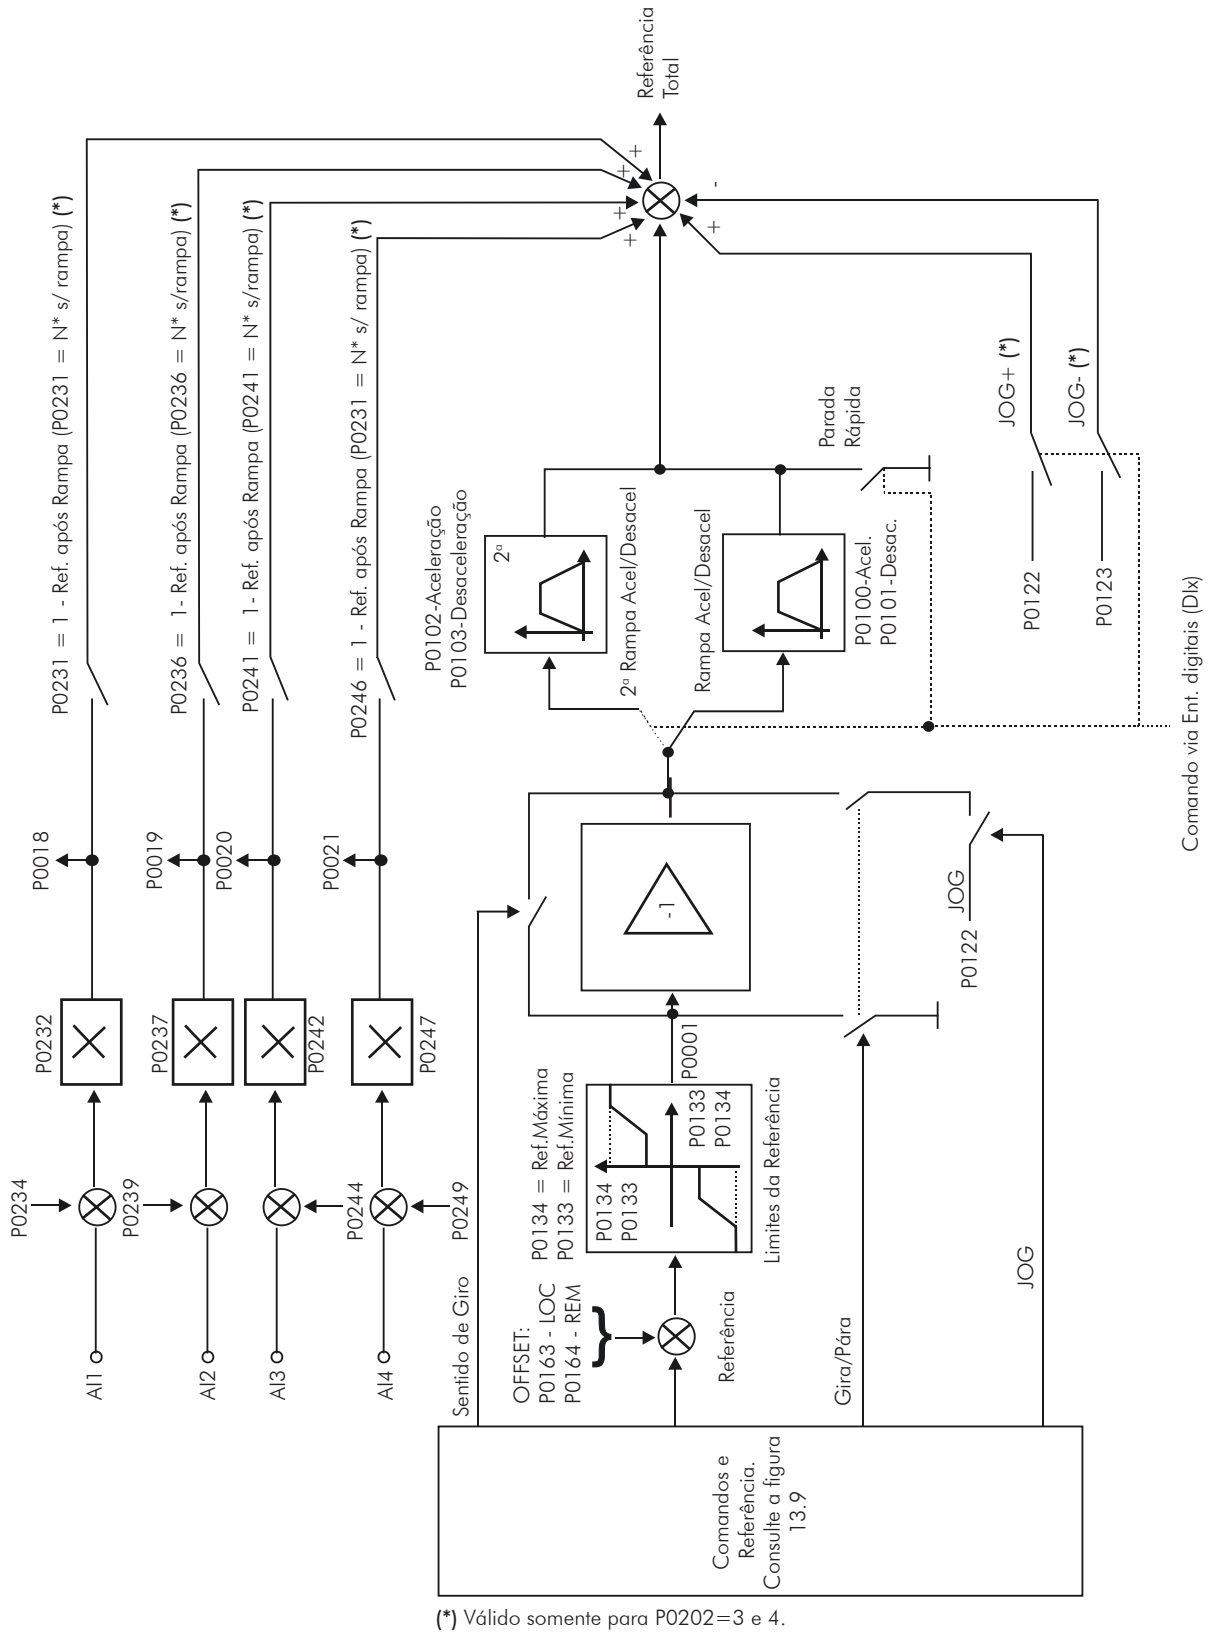 Referência
Total
P0231 = 1 - Ref. após Rampa (P0231 = N* s/ rampa) (*)
P0236 = 1- Ref. após Rampa (P0236 = N* s/rampa) (*)
P0241 = 1- Ref. após Rampa (P0241 = N* s/rampa) (*)
P0246 = 1 - Ref. após Rampa (P0231 = N* s/ rampa) (*)
+
+
+
+
+
-
JOG+ (*)
JOG- (*)
P0122
P0123
Parada
Rápida
P0102-Aceleração
P0103-Desaceleração
2ª
2ª Rampa Acel/Desacel
Rampa Acel/Desacel
P0100-Acel.
P0101-Desac.
Comando via Ent. digitais (DIx)
P0018
P0019
P0020
P0021
-1
JOG
P0122
P0232
P0237
P0242
P0247
P0001
P0134 = Ref.Máxima
P0133 = Ref.Mínima
P0134
P0133
P0133
P0134
Limites da Referência
P0234
P0239
P0244
P0249
AI1
AI2
AI3
AI4
Sentido de Giro
OFFSET:
P0163 - LOC
P0164 - REM
}
Referência
Gira/Pára
JOG
Comandos e
Referência.
Consulte a figura
13.9
(*) Válido somente para P0202=3 e 4.